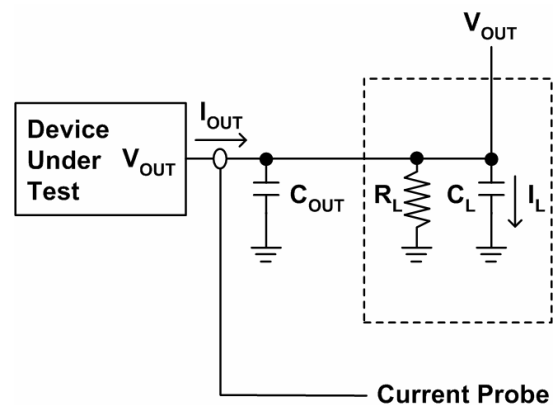 V_OUT
Device
Under
Test
V_OUT
I_OUT
C_OUT
R_L
C_L
I_L
Current Probe